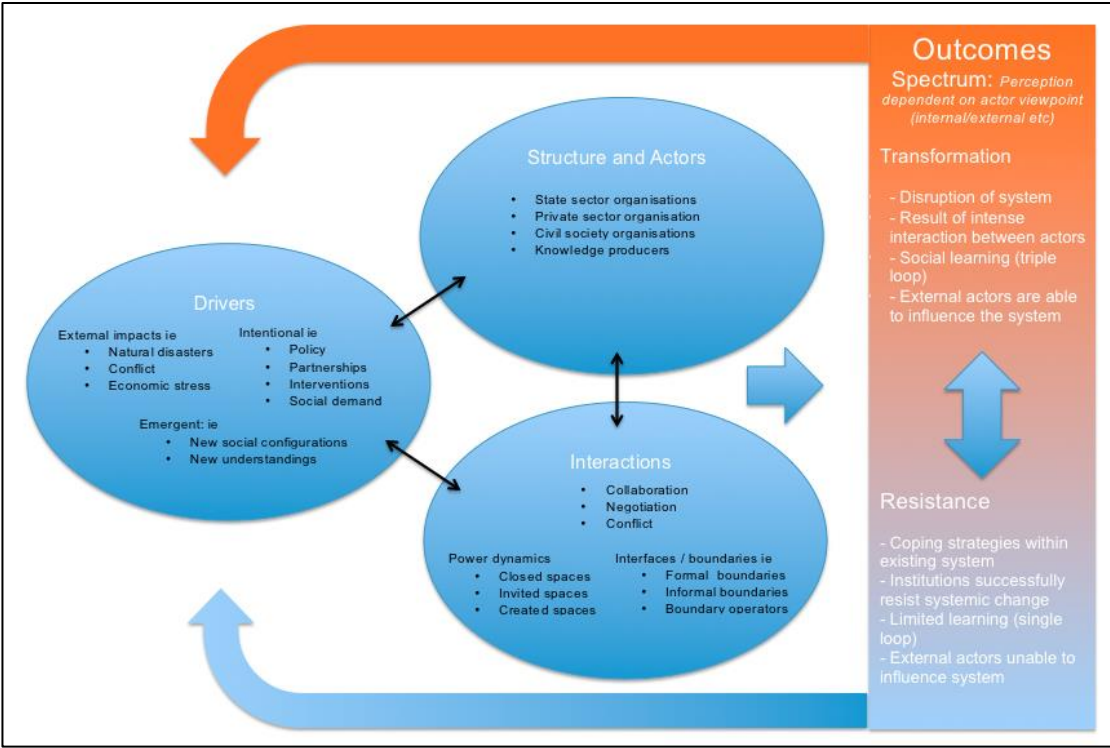 Outcomes
Spectrum: Perception
dependent on actor viewpoint
(internal/external etc)
Transformation
- Disruption of system
- Result of intense
interaction between actors
- Social learning (triple
loop)
- External actors are able
to influence the system
Resistance
- Coping strategies within
existing system
- Institutions successfully
resist systemic change
- Limited learning (single
loop)
- External actors unable to
influence system
Structure and Actors
• State sector organisations
• Private sector organisation
• Civil society organisations
• Knowledge producers
Drivers
External impacts ie
• Natural disasters
• Conflict
• Economic stress
Intentional ie
• Policy
• Partnerships
• Interventions
• Social demand
Emergent: ie
• New social configurations
• New understandings
Interactions
• Collaboration
• Negotiation
• Conflict
Power dynamics
• Closed spaces
• Invited spaces
• Created spaces
Interfaces / boundaries ie
• Formal boundaries
• Informal boundaries
• Boundary operators